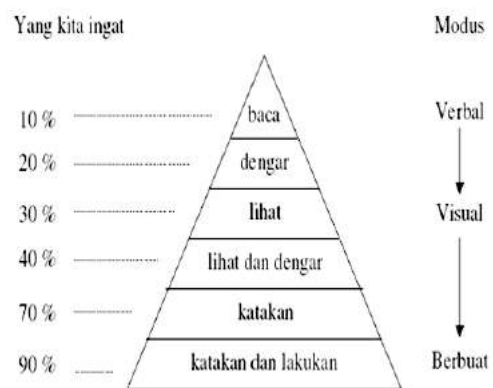 Yang kita ingat Modus
10 % baca Verbal
20 % dengar
30 % lihat Visual
40 % lihat dan dengar
70 % katakan
90 % katakan dan lakukan Berbuat